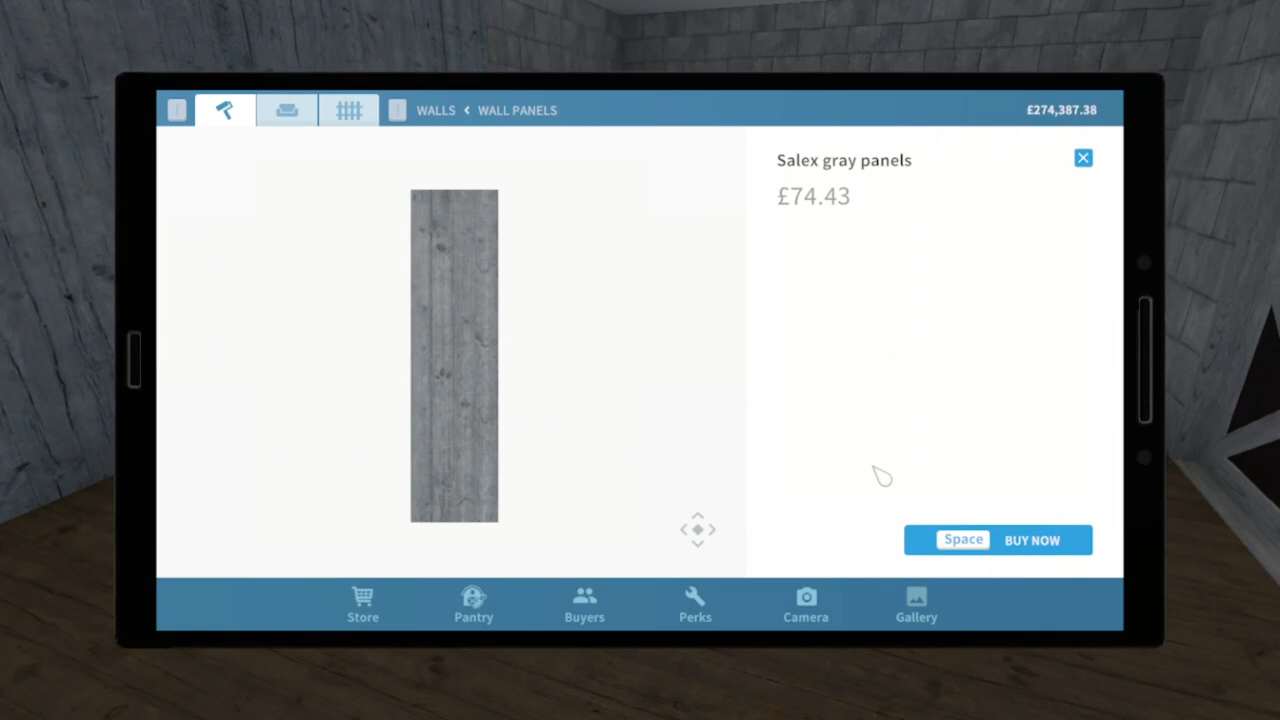 WALLS < WALL PANELS
£274,387.38
Salex gray panels
£74.43
Space BUY NOW
Store
Pantry
Buyers
Perks
Camera
Gallery